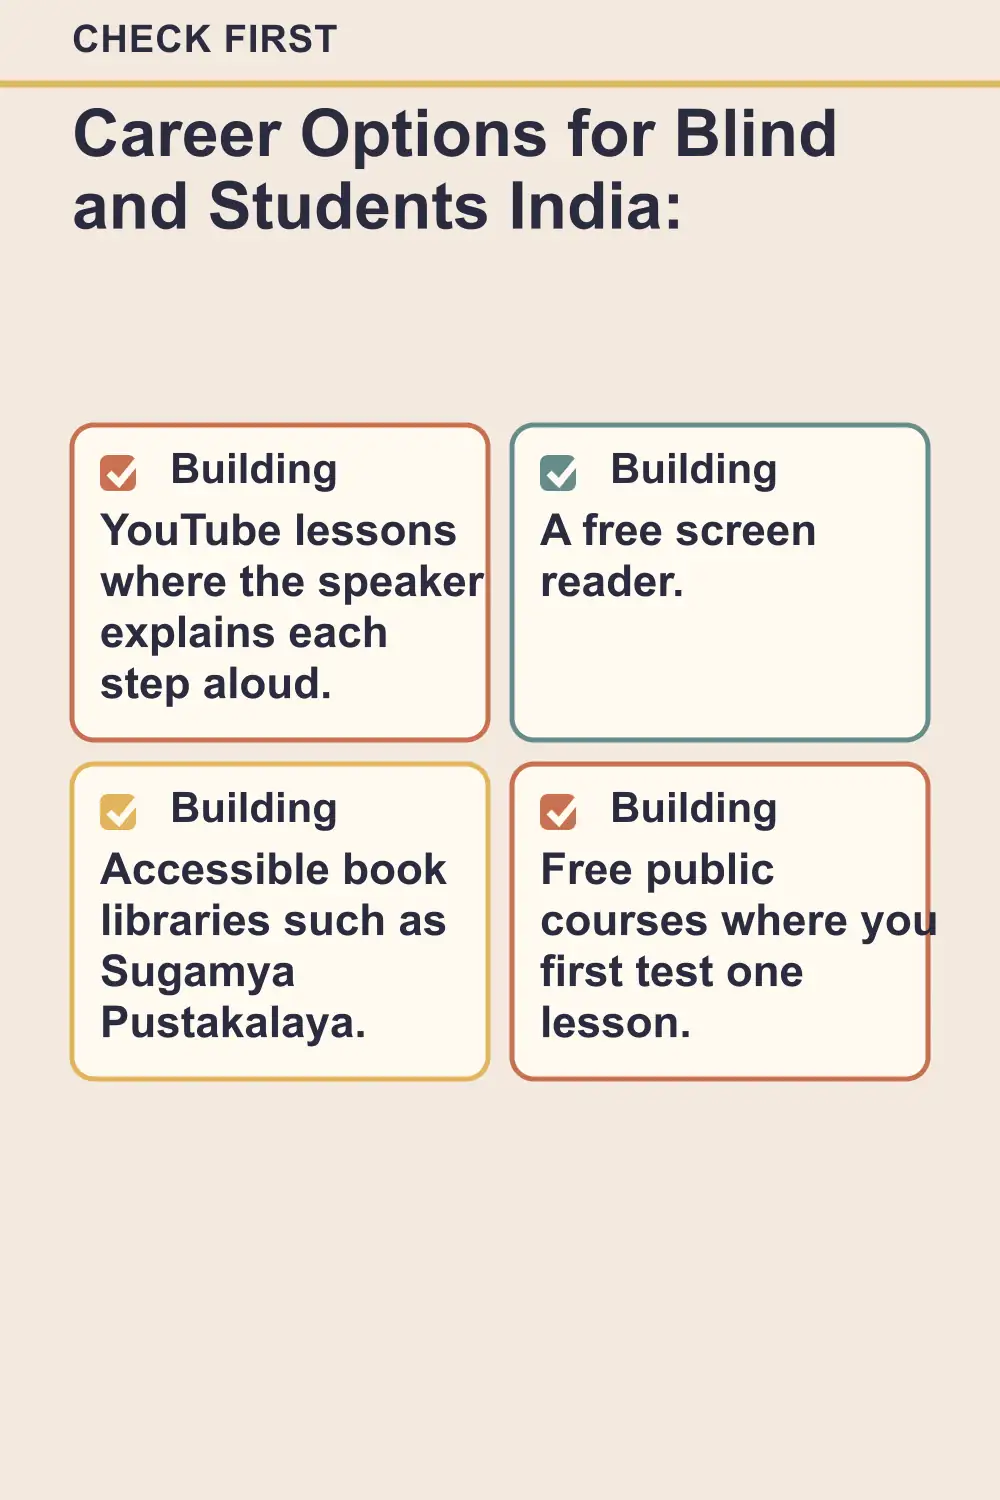 CHECK FIRST
Career Options for Blind
and Students India:
Building
YouTube lessons
where the speaker
explains each
step aloud.
Building
A free screen
reader.
Building
Accessible book
libraries such as
Sugamya
Pustakalaya.
Building
Free public
courses where you
first test one
lesson.